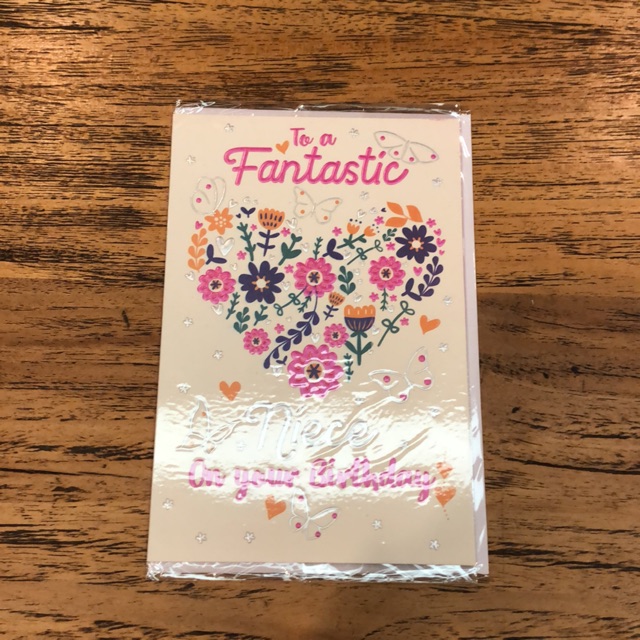 To a
Fantastic
Niece
On your Birthday